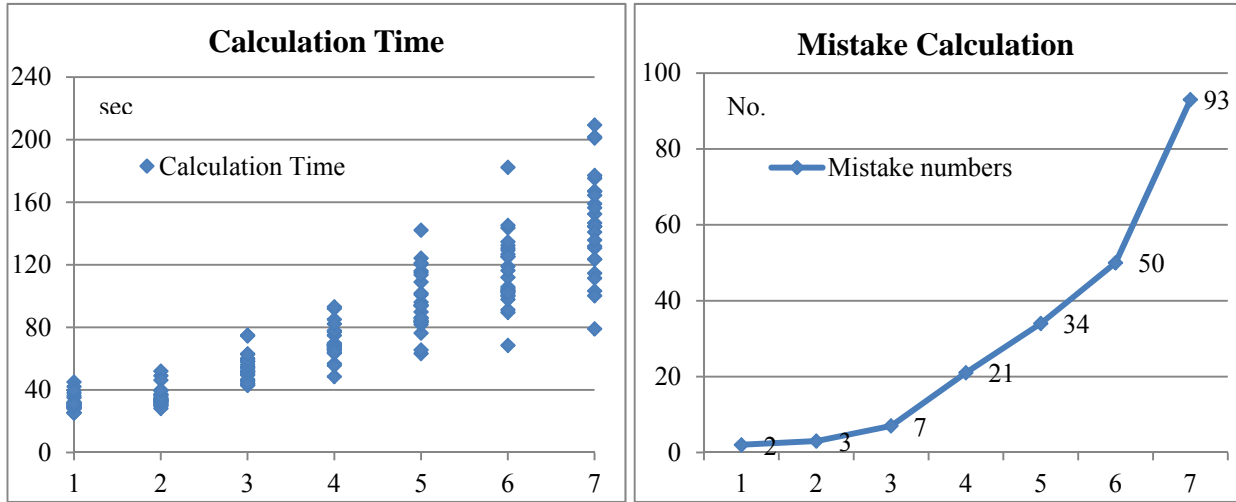 Calculation Time
240
sec
200
Calculation Time
160
120
80
40
0
1 2 3 4 5 6 7
Mistake Calculation
100
No.
93
80
Mistake numbers
60
50
40
34
20
21
7
2 3
0
1 2 3 4 5 6 7